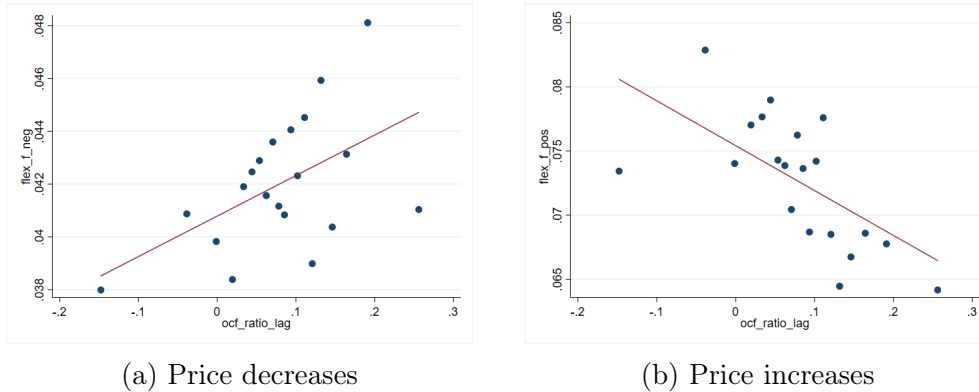 flex_f_neg
.038 .04 .042 .044 .046 .048
-.2 -.1 0 .1 .2 .3
ocf_ratio_lag
(a) Price decreases
flex_f_pos
.065 .07 .075 .08 .085
-.2 -.1 0 .1 .2 .3
ocf_ratio_lag
(b) Price increases